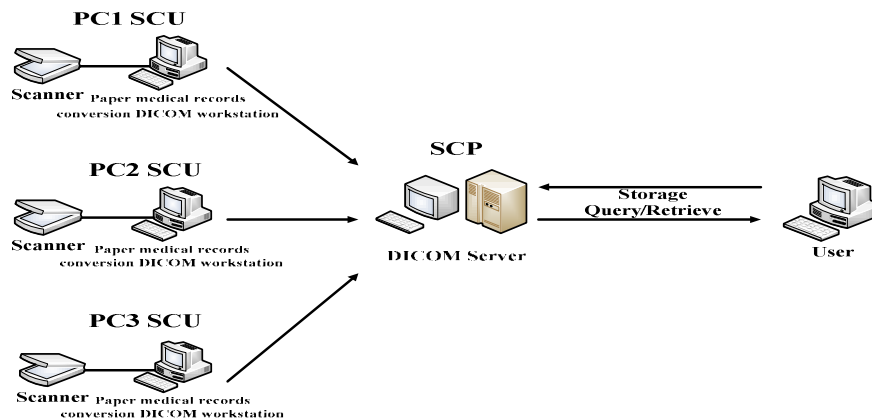 PC1 SCU
Scanner
Paper medical records
conversion DICOM workstation
PC2 SCU
Scanner
Paper medical records
conversion DICOM workstation
PC3 SCU
Scanner
Paper medical records
conversion DICOM workstation
SCP
DICOM Server
Storage
Query/Retrieve
User